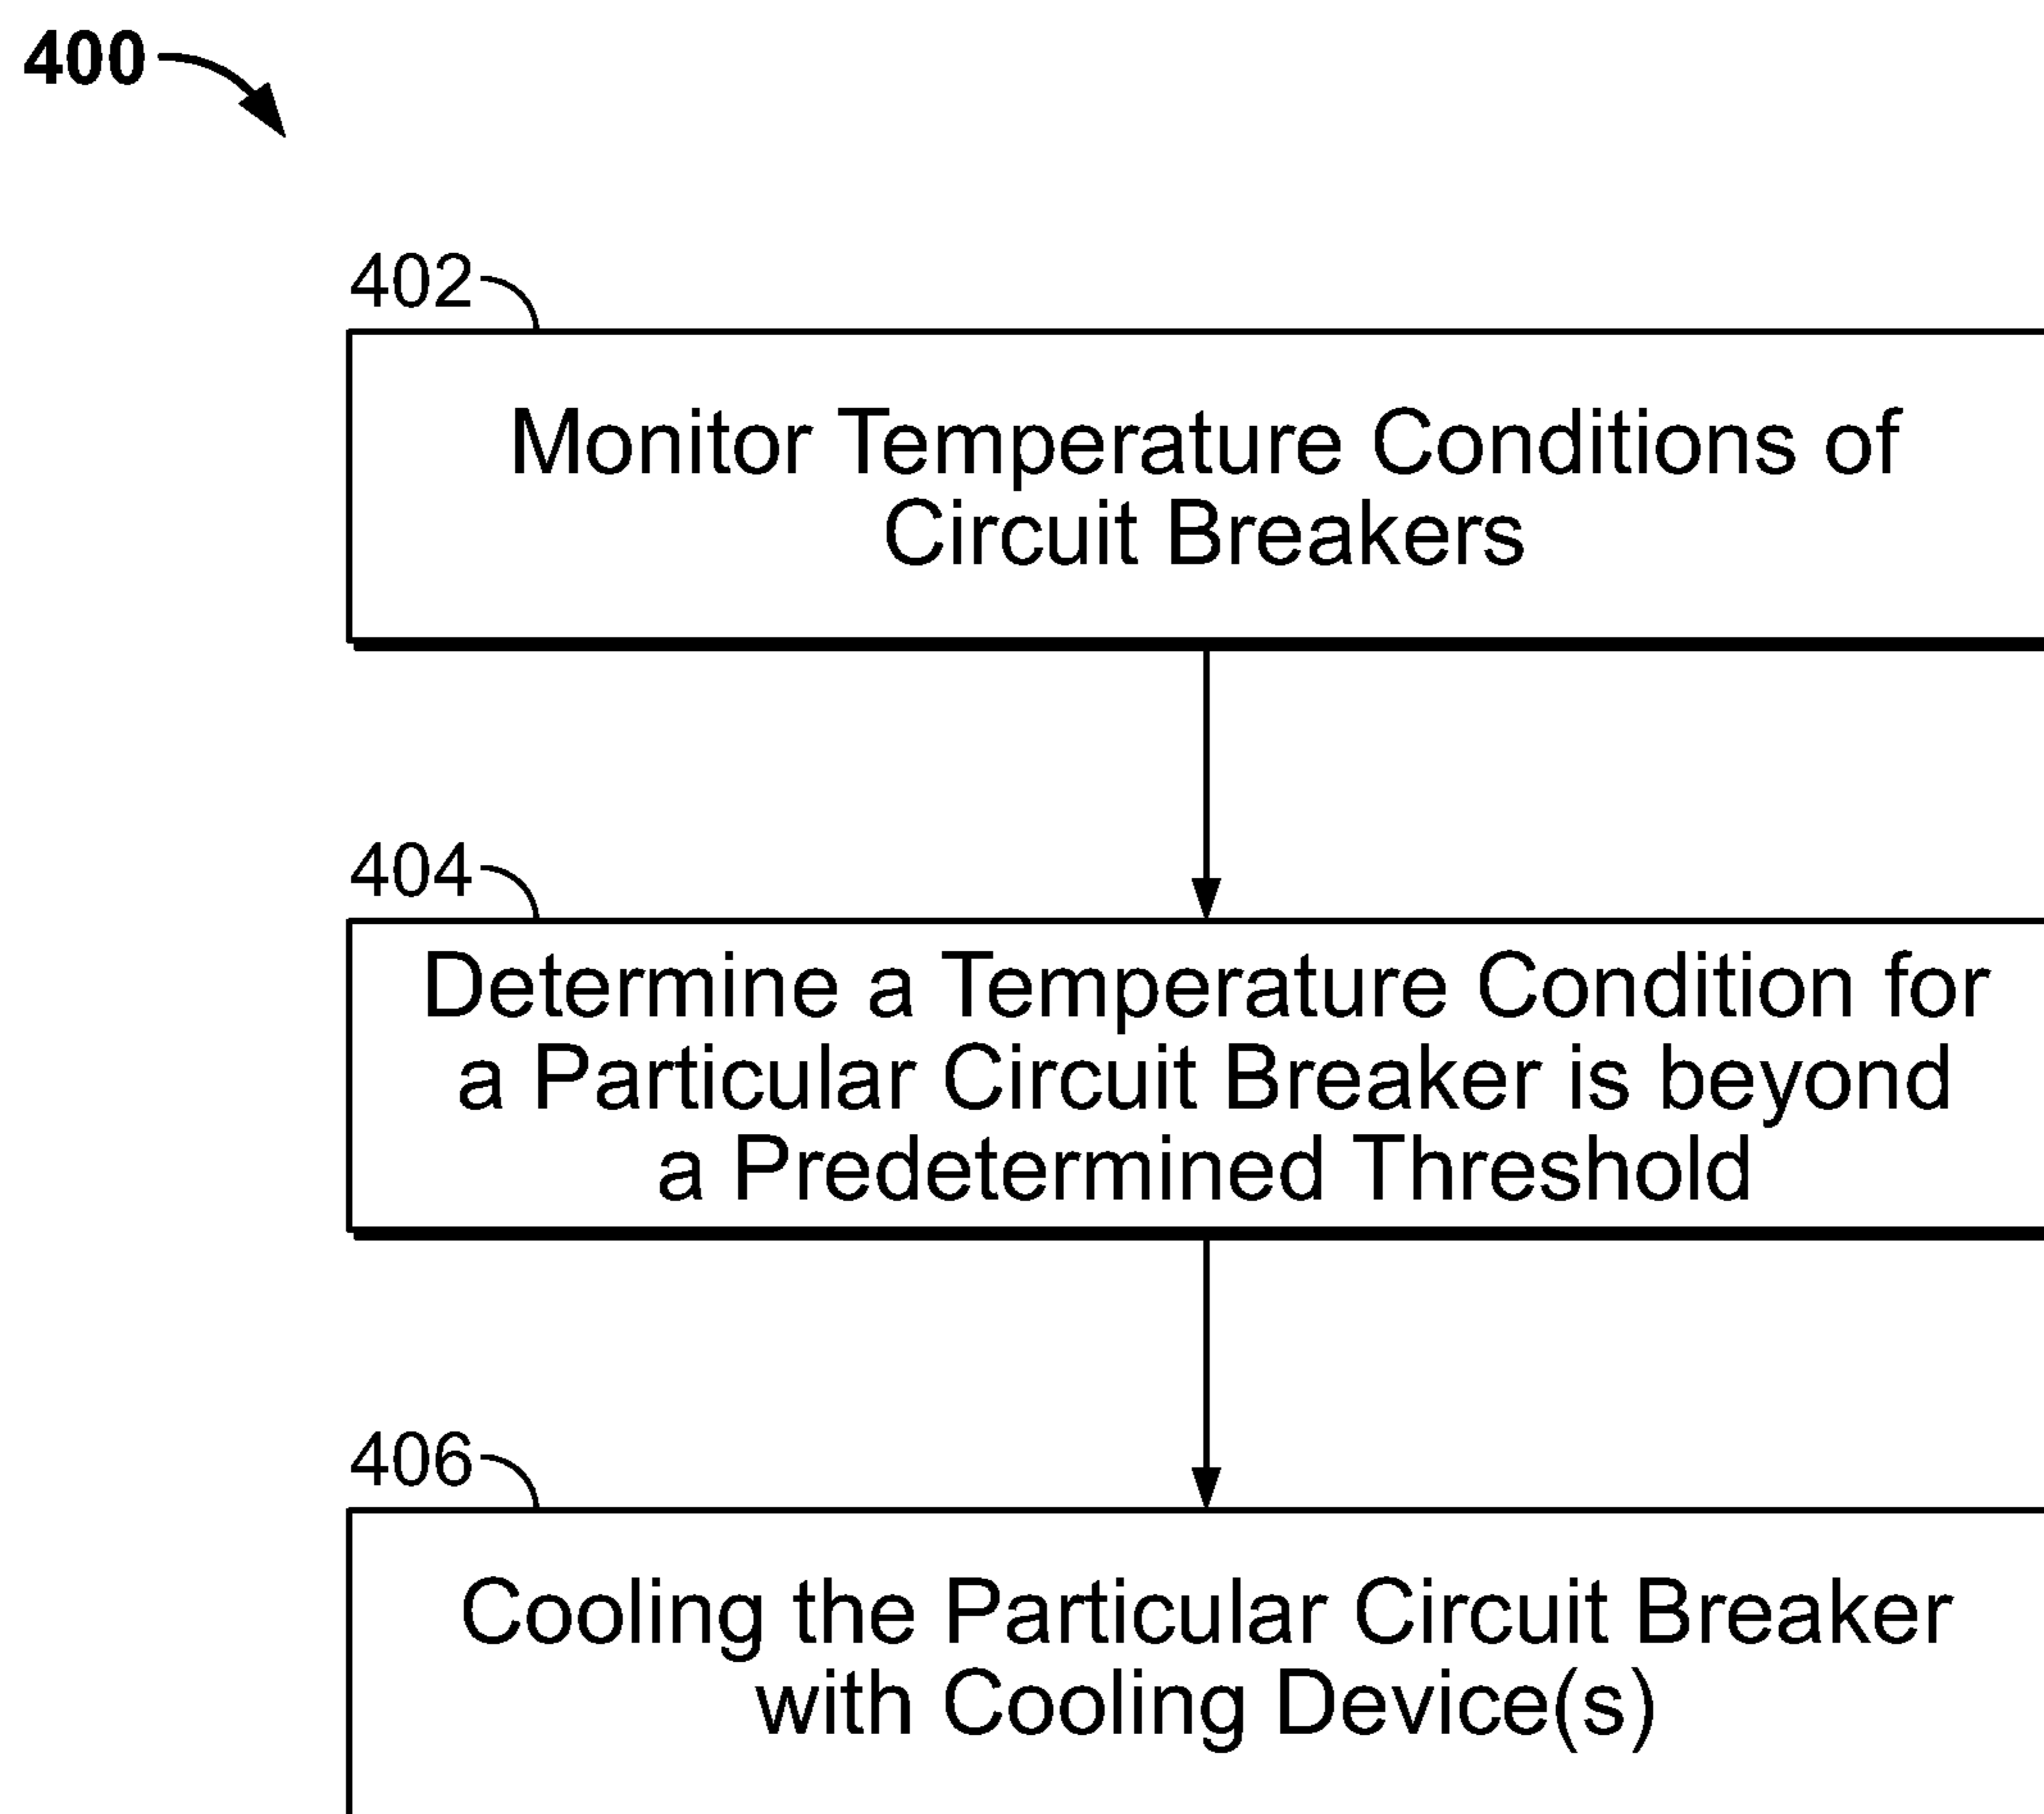 400
402
Monitor Temperature Conditions of
Circuit Breakers
404
Determine a Temperature Condition for
a Particular Circuit Breaker is beyond
a Predetermined Threshold
406
Cooling the Particular Circuit Breaker
with Cooling Device(s)